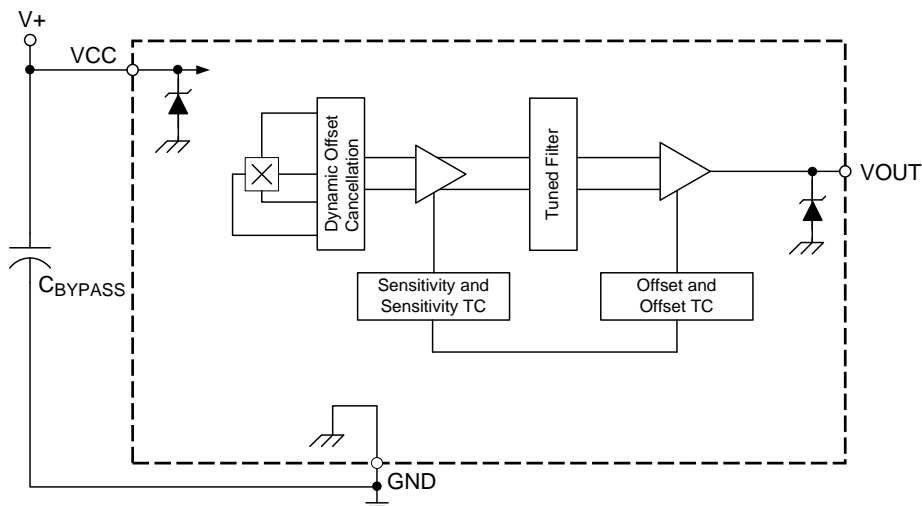 V+
VCC
Dynamic Offset
Cancellation
Tuned Filter
VOUT
CBYPASS
Sensitivity and
Sensitivity TC
Offset and
Offset TC
GND